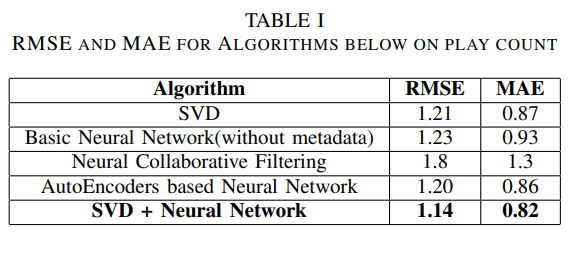 TABLE I
RMSE AND MAE FOR ALGORITHMS BELOW ON PLAY COUNT
Algorithm RMSE MAE
SVD 1.21 0.87
Basic Neural Network(without metadata) 1.23 0.93
Neural Collaborative Filtering 1.8 1.3
AutoEncoders based Neural Network 1.20 0.86
SVD + Neural Network 1.14 0.82